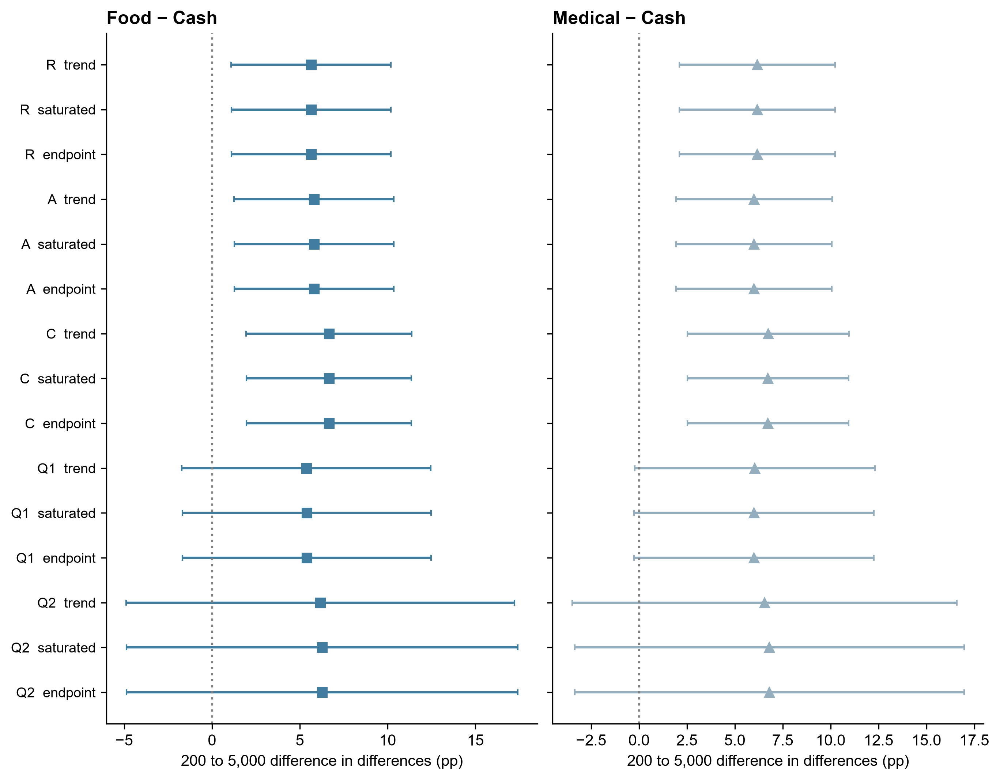 Food − Cash
R trend
R saturated
R endpoint
A trend
A saturated
A endpoint
C trend
C saturated
C endpoint
Q1 trend
Q1 saturated
Q1 endpoint
Q2 trend
Q2 saturated
Q2 endpoint
−5 0 5 10 15
200 to 5,000 difference in differences (pp)
Medical − Cash
−2.5 0.0 2.5 5.0 7.5 10.0 12.5 15.0 17.5
200 to 5,000 difference in differences (pp)